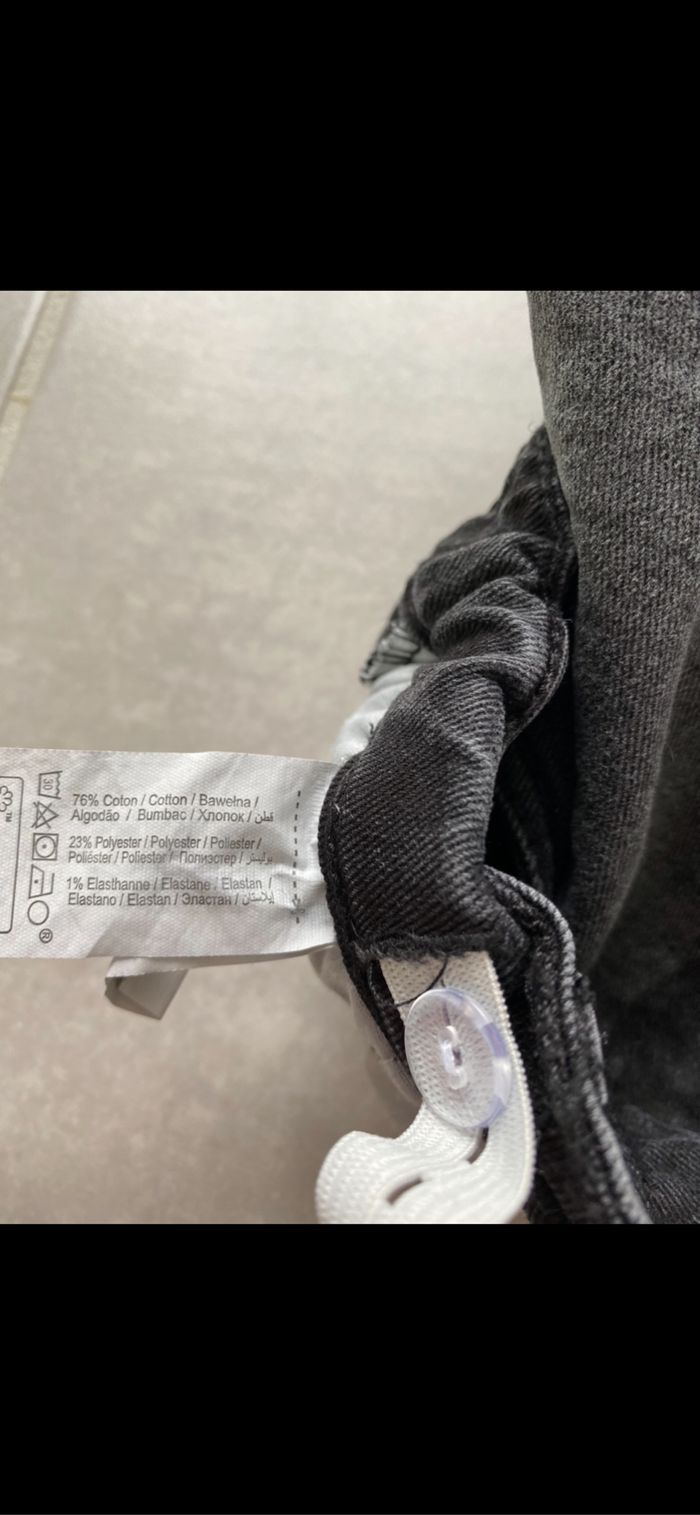 30
76% Coton / Cotton / Bawełna /
Algodão / Bumbac / Хлопок / قطن
23% Polyester / Polyester / Poliester /
Poliéster / Poliester / Полиэстер / بوليستر
1% Elasthanne / Elastane / Elastan /
Elastano / Elastan / Эластан / إيلاستان
TM
®